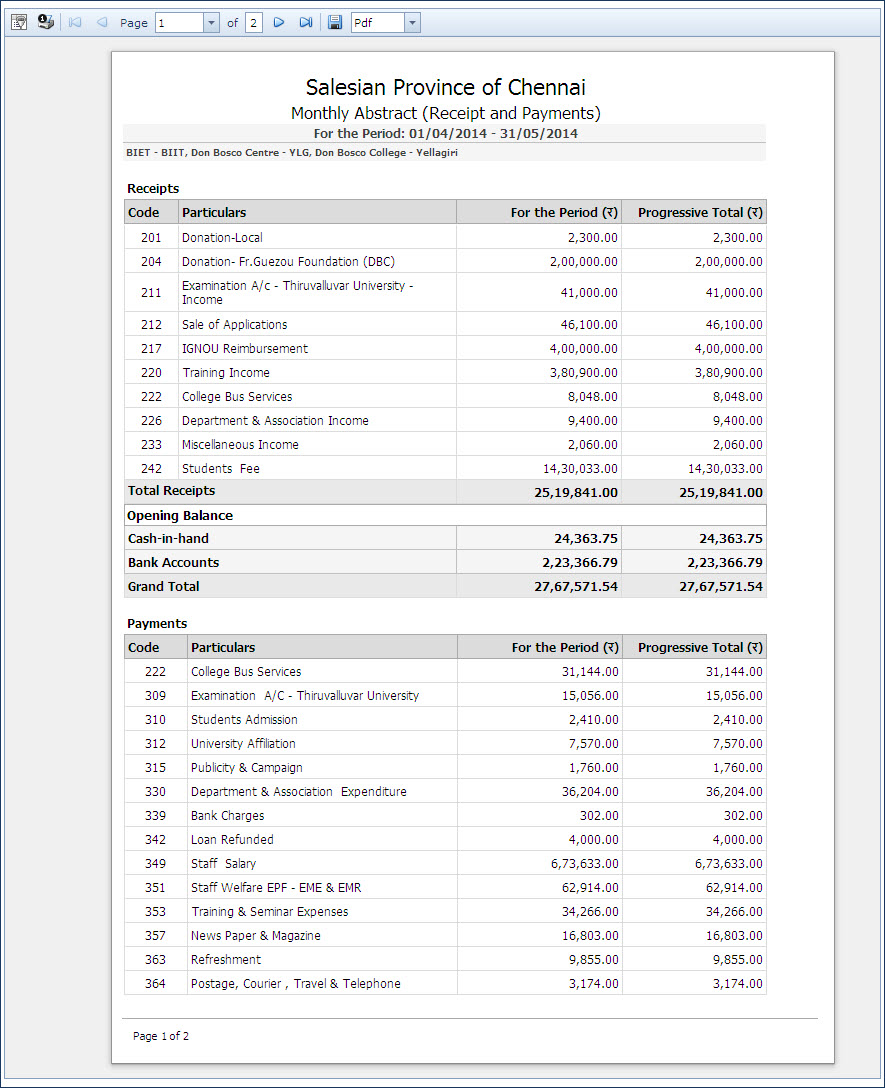 Page 1 of 2 Pdf
Salesian Province of Chennai
Monthly Abstract (Receipt and Payments)
For the Period: 01/04/2014 - 31/05/2014
BIET - BIIT, Don Bosco Centre - YLG, Don Bosco College - Yellagiri
Receipts
Code Particulars For the Period (₹) Progressive Total (₹)
201 Donation-Local 2,300.00 2,300.00
204 Donation- Fr.Guezou Foundation (DBC) 2,00,000.00 2,00,000.00
211 Examination A/c - Thiruvalluvar University - 41,000.00 41,000.00
Income
212 Sale of Applications 46,100.00 46,100.00
217 IGNOU Reimbursement 4,00,000.00 4,00,000.00
220 Training Income 3,80,900.00 3,80,900.00
222 College Bus Services 8,048.00 8,048.00
226 Department & Association Income 9,400.00 9,400.00
233 Miscellaneous Income 2,060.00 2,060.00
242 Students  Fee 14,30,033.00 14,30,033.00
Total Receipts 25,19,841.00 25,19,841.00
Opening Balance
Cash-in-hand 24,363.75 24,363.75
Bank Accounts 2,23,366.79 2,23,366.79
Grand Total 27,67,571.54 27,67,571.54
Payments
Code Particulars For the Period (₹) Progressive Total (₹)
222 College Bus Services 31,144.00 31,144.00
309 Examination  A/C - Thiruvalluvar University 15,056.00 15,056.00
310 Students Admission 2,410.00 2,410.00
312 University Affiliation 7,570.00 7,570.00
315 Publicity & Campaign 1,760.00 1,760.00
330 Department & Association  Expenditure 36,204.00 36,204.00
339 Bank Charges 302.00 302.00
342 Loan Refunded 4,000.00 4,000.00
349 Staff  Salary 6,73,633.00 6,73,633.00
351 Staff Welfare EPF - EME & EMR 62,914.00 62,914.00
353 Training & Seminar Expenses 34,266.00 34,266.00
357 News Paper & Magazine 16,803.00 16,803.00
363 Refreshment 9,855.00 9,855.00
364 Postage, Courier , Travel & Telephone 3,174.00 3,174.00
Page 1 of 2